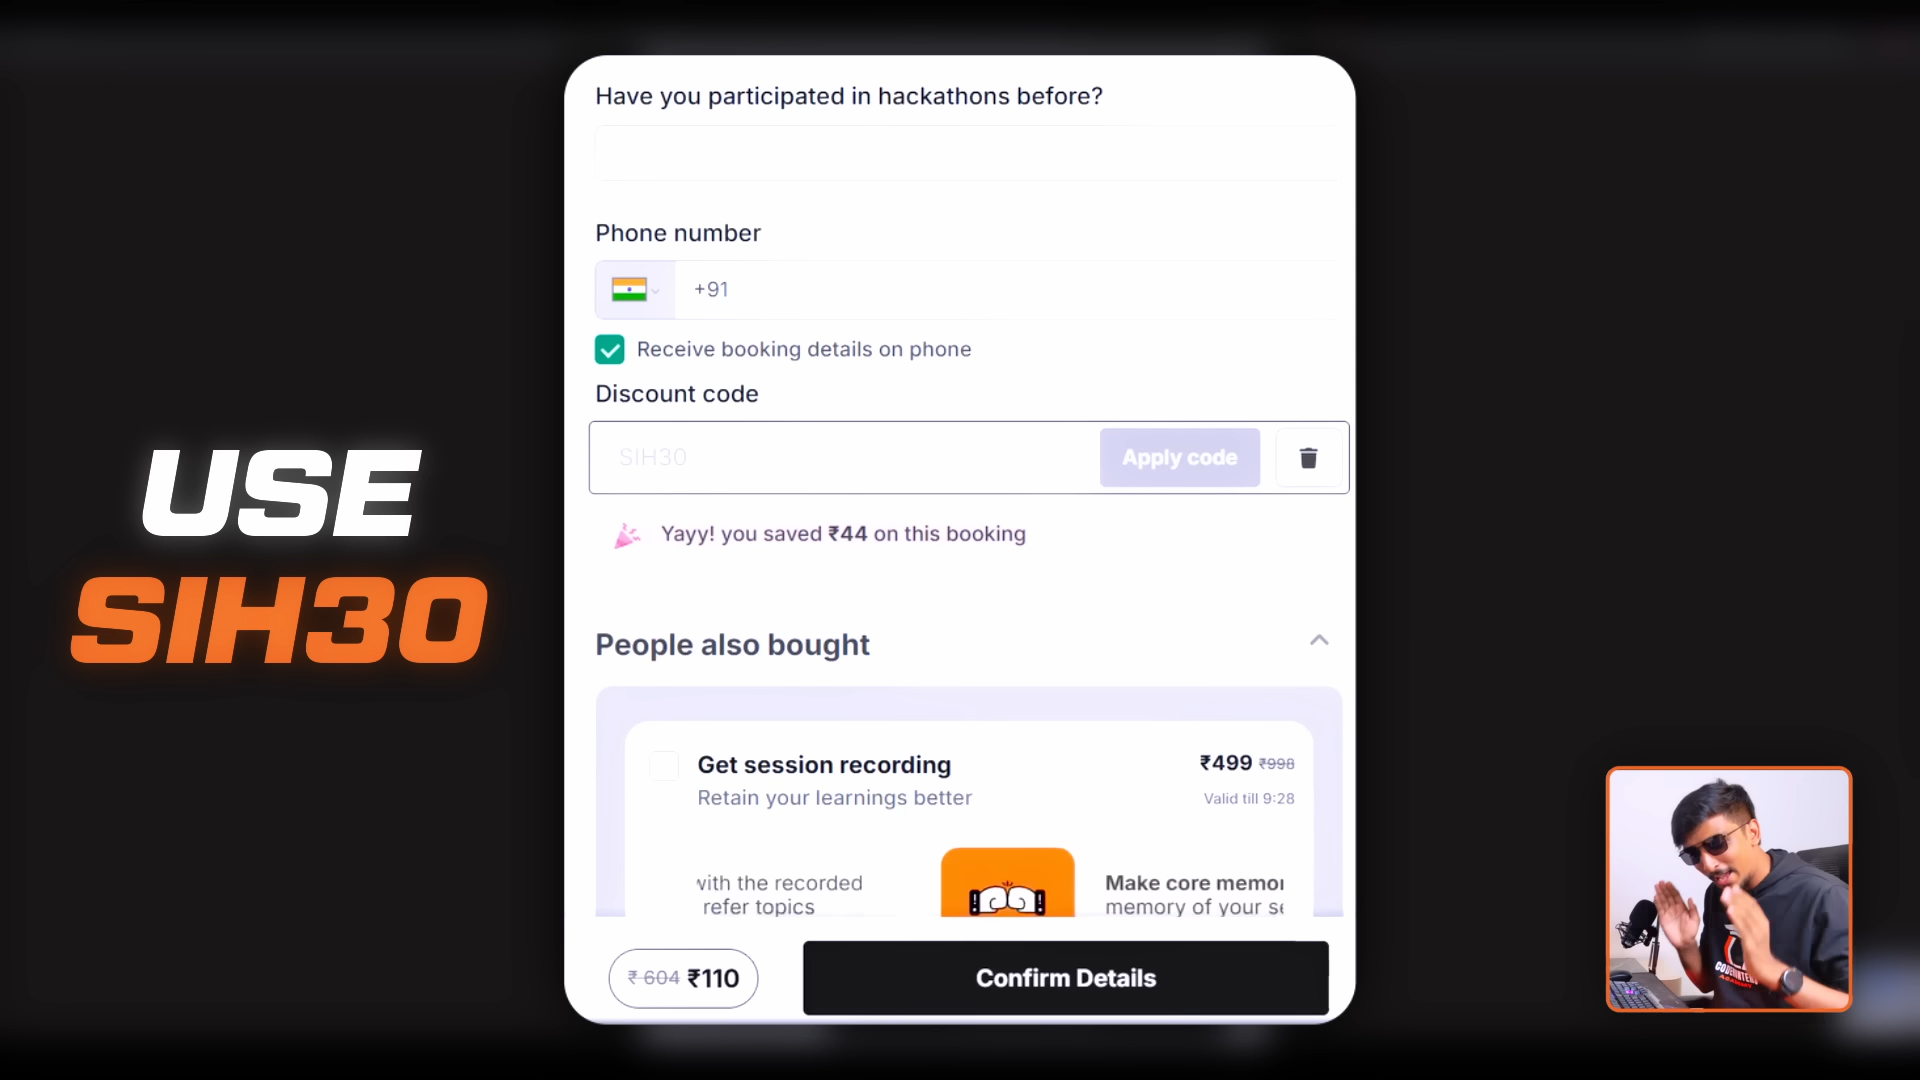 USE
SIH30
Have you participated in hackathons before?
Phone number
+91
Receive booking details on phone
Discount code
SIH30
Apply code
Yayy! you saved ₹44 on this booking
People also bought
Get session recording
₹499 ₹998
Retain your learnings better
Valid till 9:28
with the recorded
refer topics
Make core memor
memory of your se
₹ 604 ₹110
Confirm Details